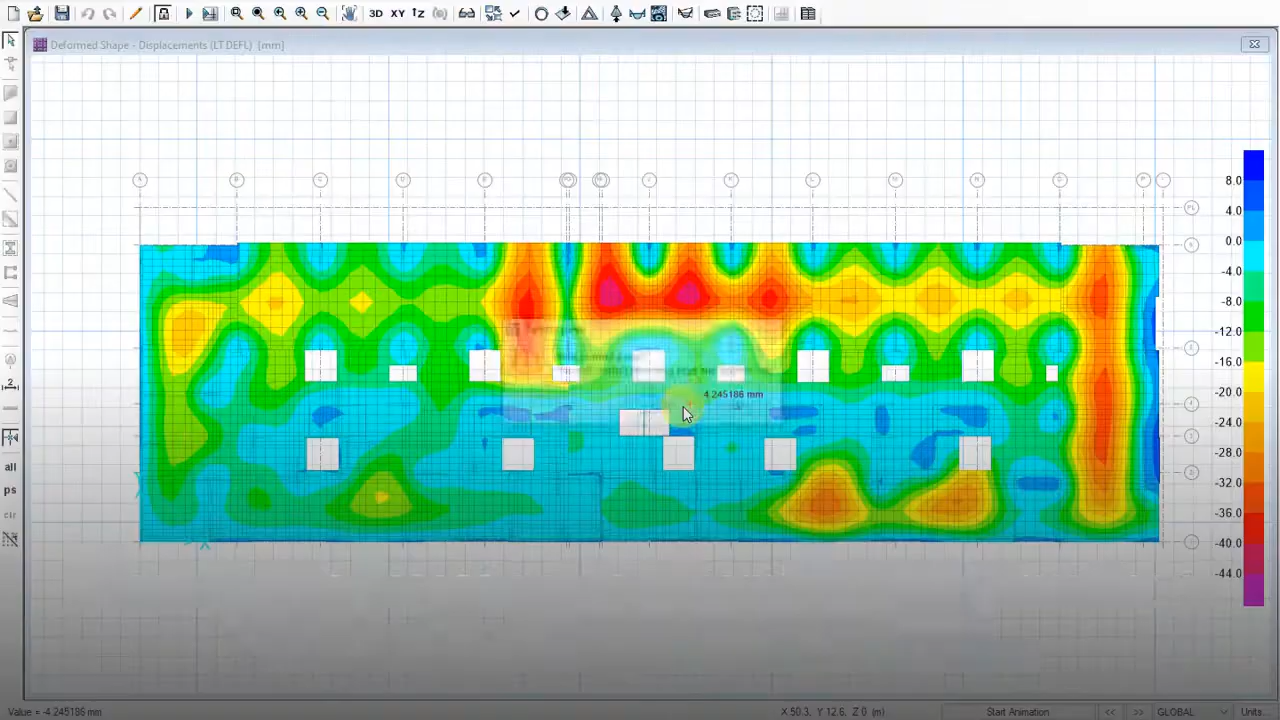 3D XY ↑Z
Deformed Shape - Displacements (LT DEFL) [mm]
8.0
4.0
0.0
-4.0
-8.0
-12.0
-16.0
-20.0
-24.0
-28.0
-32.0
-36.0
-40.0
-44.0
4.245186 mm
2
all
ps
clr
X
Value = -4.245186 mm
X 50.3, Y 12.6, Z 0 (m)
Start Animation
<< >>
GLOBAL
Units...